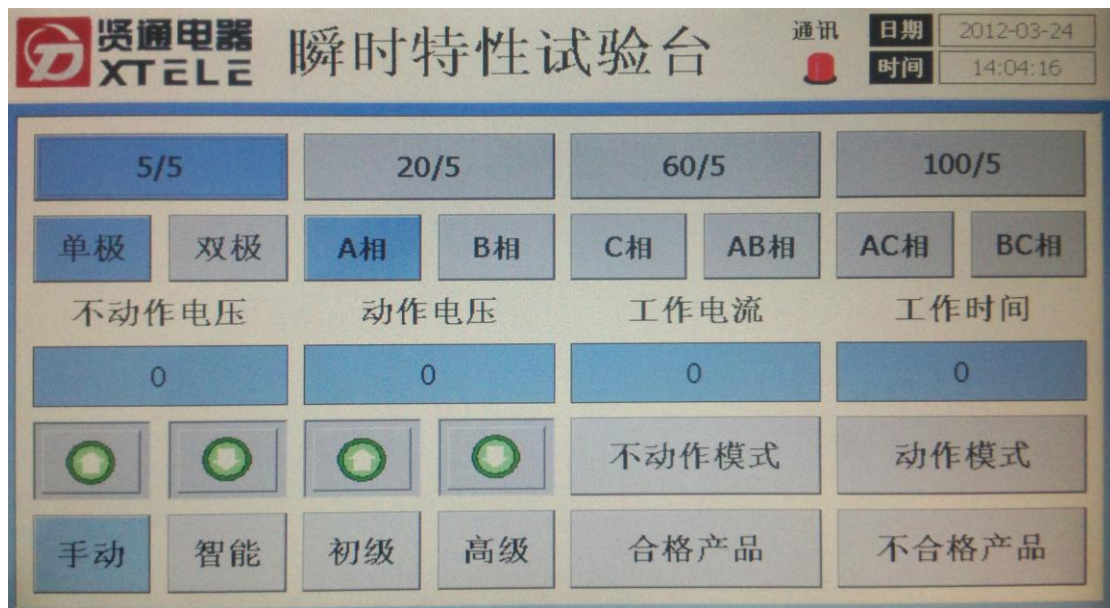 贤通电器
XTELE
瞬时特性试验台
通讯
日期 2012-03-24
时间 14:04:16
5/5 20/5 60/5 100/5
单极 双极 A相 B相 C相 AB相 AC相 BC相
不动作电压 动作电压 工作电流 工作时间
0 0 0 0
不动作模式 动作模式
手动 智能 初级 高级 合格产品 不合格产品